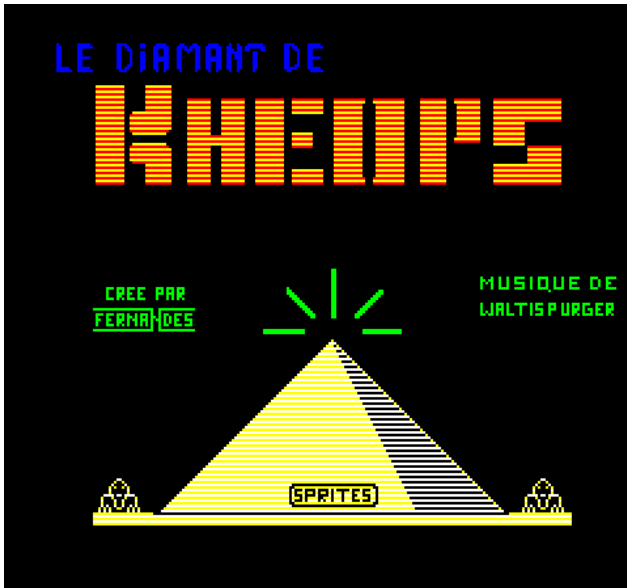 LE DiAMANT DE
KHEOPS
CREE PAR
FERNANDES
MUSIQUE DE
WALTISPURGER
SPRITES